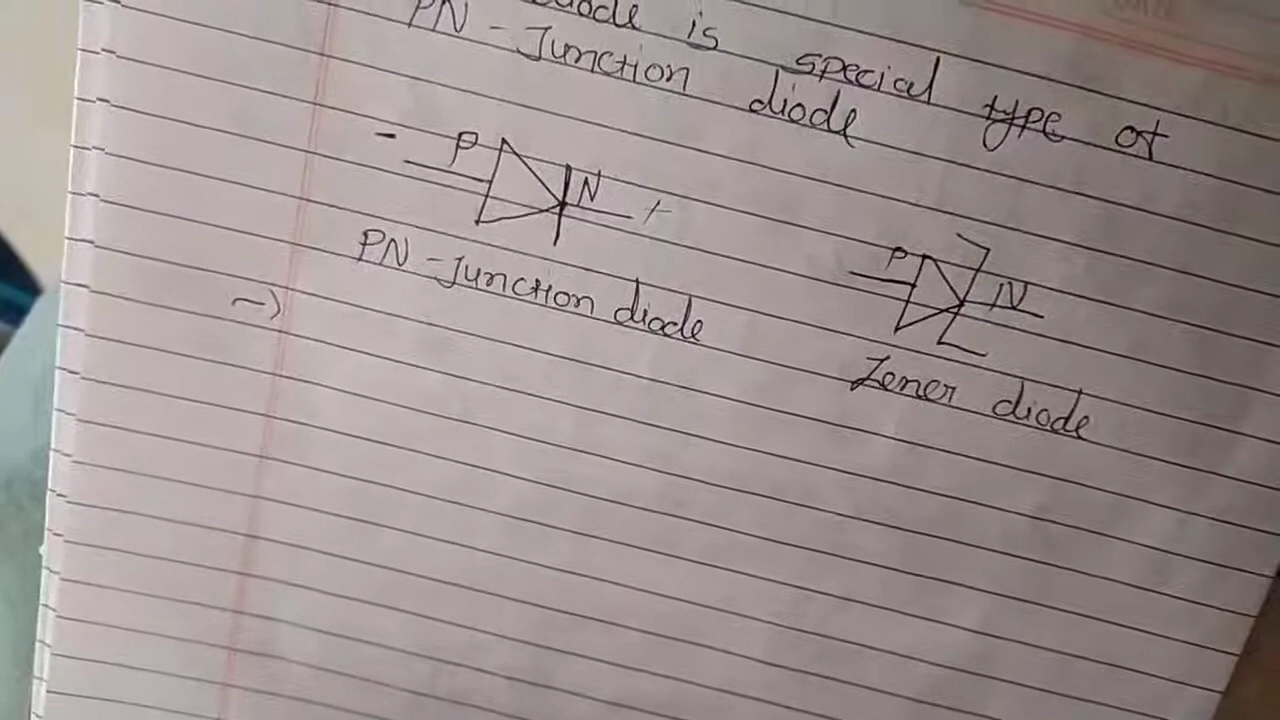 diode is special type of
PN - Junction diode
- P N +
PN - Junction diode
P N
Zener diode